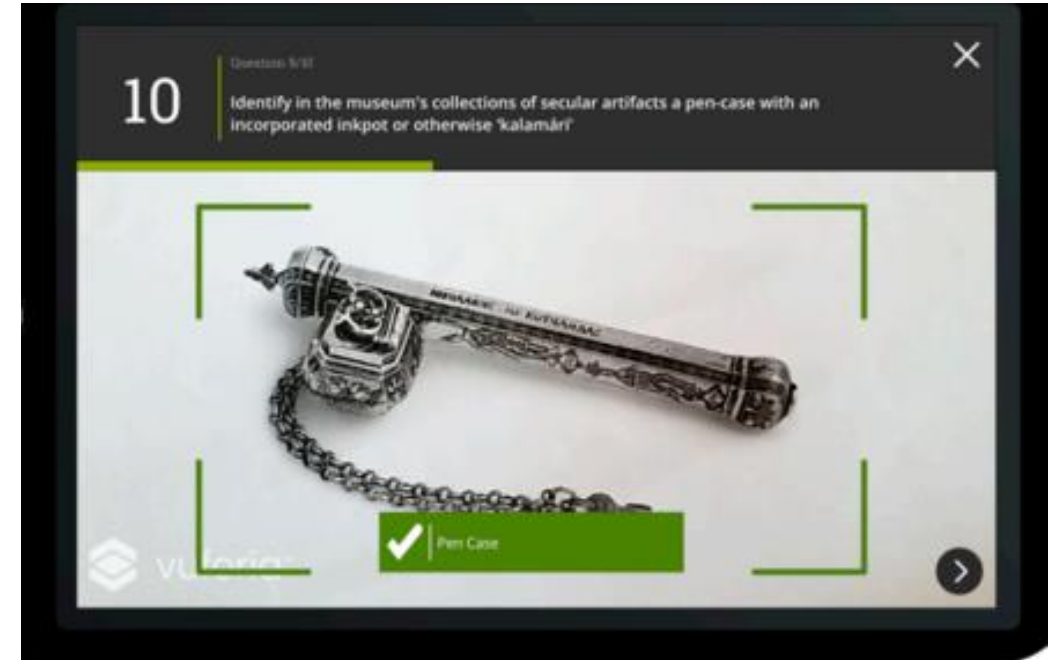 10
Identify in the museum's collections of secular artifacts a pen-case with an
incorporated inkpot or otherwise 'kalamári'
Pen Case
vuforia